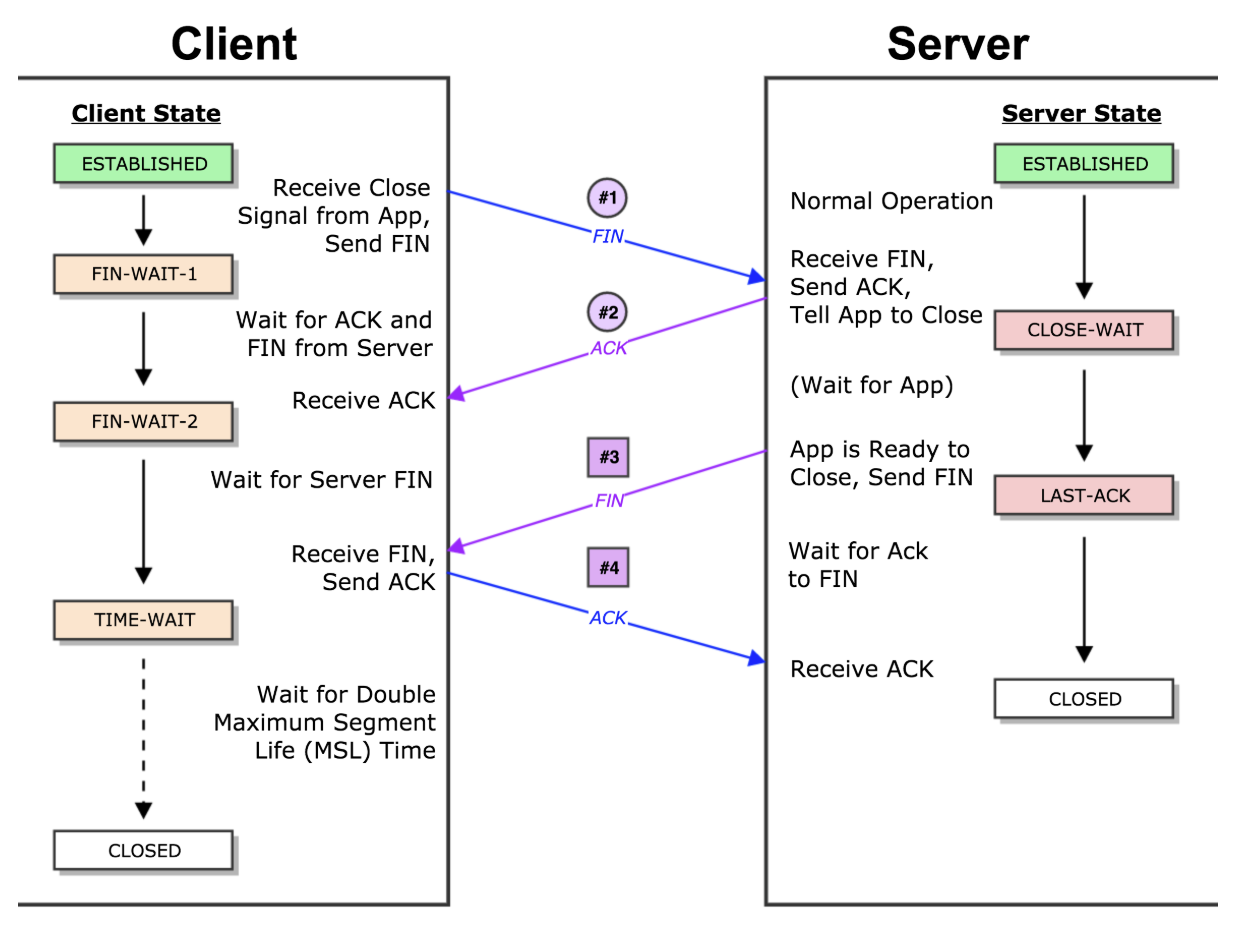 Client
Server
Client State
ESTABLISHED
Receive Close
Signal from App,
Send FIN
FIN-WAIT-1
Wait for ACK and
FIN from Server
Receive ACK
FIN-WAIT-2
Wait for Server FIN
Receive FIN,
Send ACK
TIME-WAIT
Wait for Double
Maximum Segment
Life (MSL) Time
CLOSED
#1
FIN
#2
ACK
#3
FIN
#4
ACK
Server State
ESTABLISHED
Normal Operation
Receive FIN,
Send ACK,
Tell App to Close
CLOSE-WAIT
(Wait for App)
App is Ready to
Close, Send FIN
LAST-ACK
Wait for Ack
to FIN
Receive ACK
CLOSED